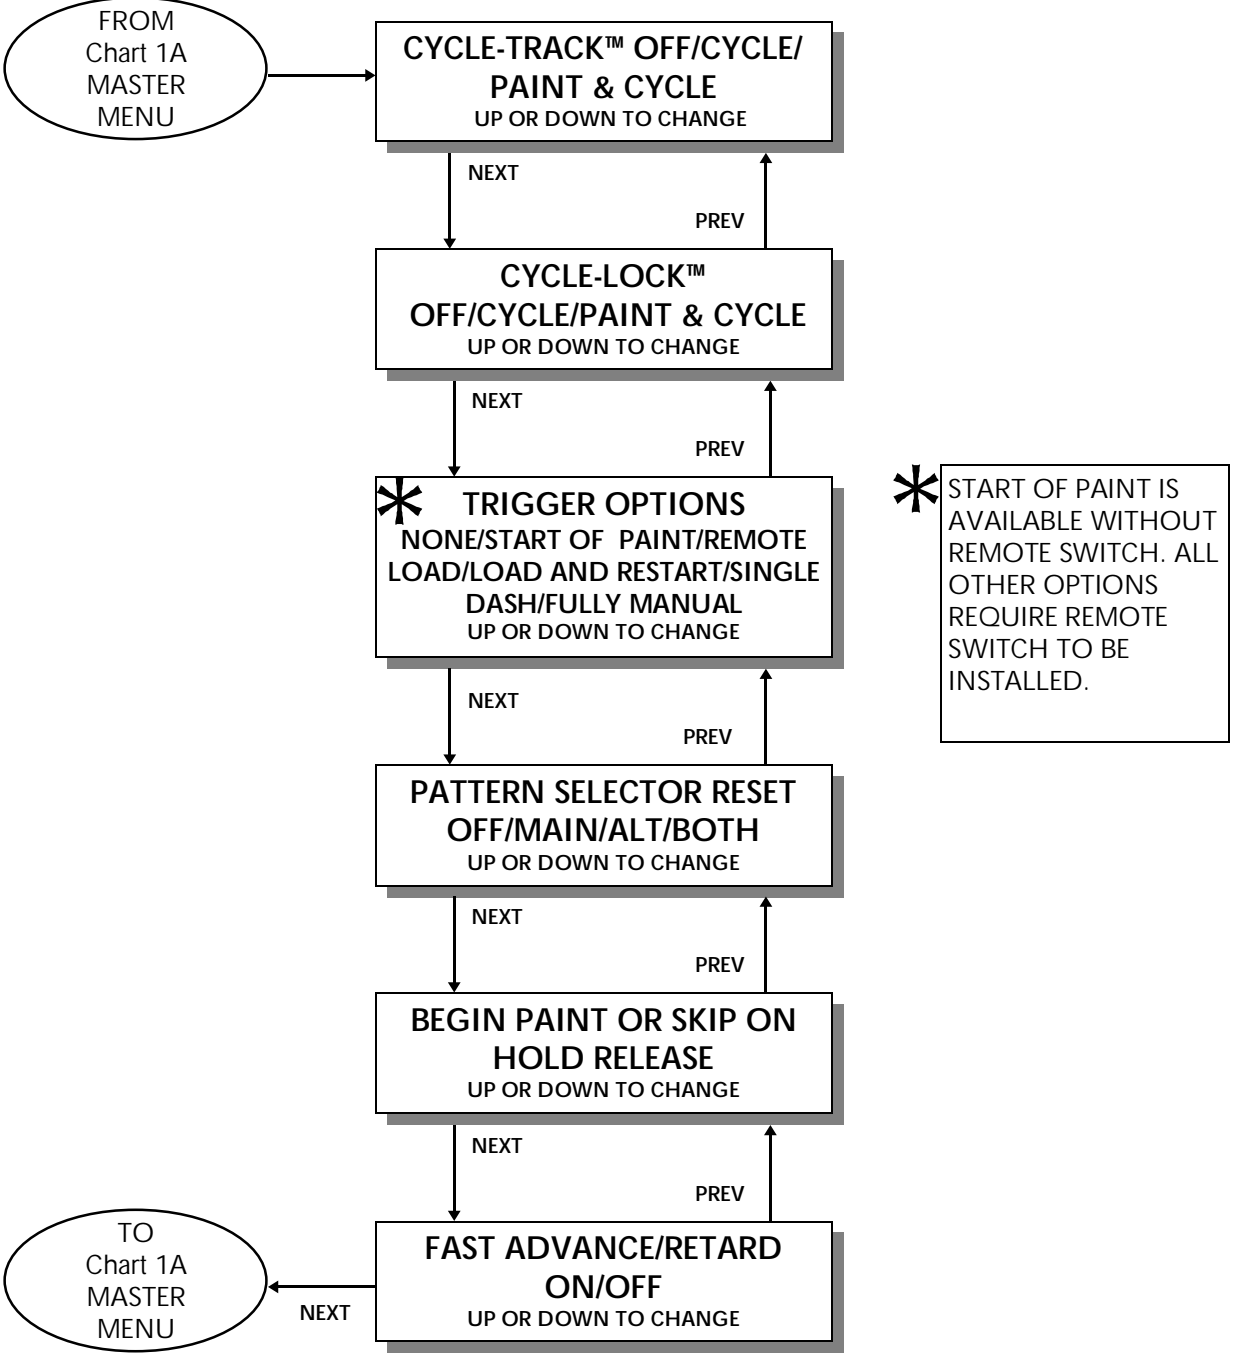 FROM
Chart 1A
MASTER
MENU
CYCLE-TRACK™ OFF/CYCLE/
PAINT & CYCLE
UP OR DOWN TO CHANGE
NEXT
PREV
CYCLE-LOCK™
OFF/CYCLE/PAINT & CYCLE
UP OR DOWN TO CHANGE
NEXT
PREV
* TRIGGER OPTIONS
NONE/START OF PAINT/REMOTE
LOAD/LOAD AND RESTART/SINGLE
DASH/FULLY MANUAL
UP OR DOWN TO CHANGE
* START OF PAINT IS
AVAILABLE WITHOUT
REMOTE SWITCH. ALL
OTHER OPTIONS
REQUIRE REMOTE
SWITCH TO BE
INSTALLED.
NEXT
PREV
PATTERN SELECTOR RESET
OFF/MAIN/ALT/BOTH
UP OR DOWN TO CHANGE
NEXT
PREV
BEGIN PAINT OR SKIP ON
HOLD RELEASE
UP OR DOWN TO CHANGE
NEXT
PREV
FAST ADVANCE/RETARD
ON/OFF
UP OR DOWN TO CHANGE
NEXT
TO
Chart 1A
MASTER
MENU